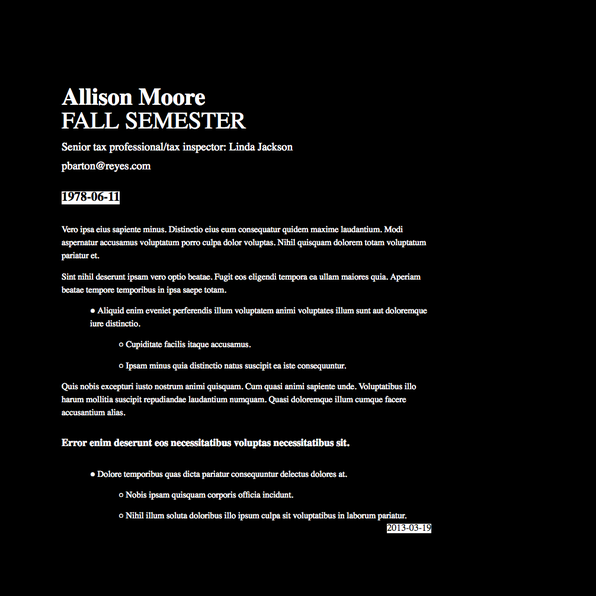 Allison Moore
FALL SEMESTER
Senior tax professional/tax inspector: Linda Jackson
pbarton@reyes.com
1978-06-11
Vero ipsa eius sapiente minus. Distinctio eius eum consequatur quidem maxime laudantium. Modi
aspernatur accusamus voluptatum porro culpa dolor voluptas. Nihil quisquam dolorem totam voluptatum
pariatur et.
Sint nihil deserunt ipsam vero optio beatae. Fugit eos eligendi tempora ea ullam maiores quia. Aperiam
beatae tempore temporibus in ipsa saepe totam.
● Aliquid enim eveniet perferendis illum voluptatem animi voluptates illum sunt aut doloremque
iure distinctio.
○ Cupiditate facilis itaque accusamus.
○ Ipsam minus quia distinctio natus suscipit ea iste consequuntur.
Quis nobis excepturi iusto nostrum animi quisquam. Cum quasi animi sapiente unde. Voluptatibus illo
harum mollitia suscipit repudiandae laudantium numquam. Quasi doloremque illum cumque facere
accusantium alias.
Error enim deserunt eos necessitatibus voluptas necessitatibus sit.
● Dolore temporibus quas dicta pariatur consequuntur delectus dolores at.
○ Nobis ipsam quisquam corporis officia incidunt.
○ Nihil illum soluta doloribus illo ipsum culpa sit voluptatibus in laborum pariatur.
2013-03-19